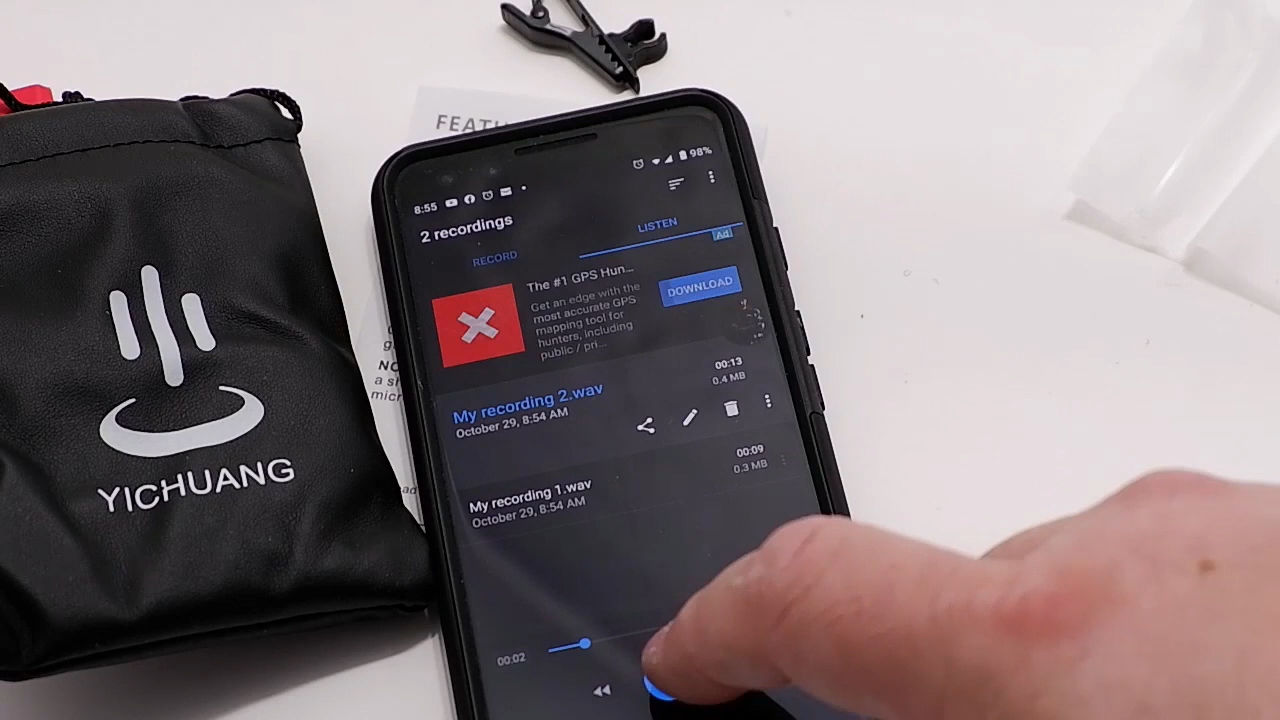 FEATU
8:55
98%
2 recordings
RECORD
LISTEN
Ad
The #1 GPS Hun...
Get an edge with the
most accurate GPS
mapping tool for
hunters, including
public / pri...
DOWNLOAD
My recording 2.wav
October 29, 8:54 AM
00:13
0.4 MB
My recording 1.wav
October 29, 8:54 AM
00:09
0.3 MB
00:02
YICHUANG
NO
a sh
micr